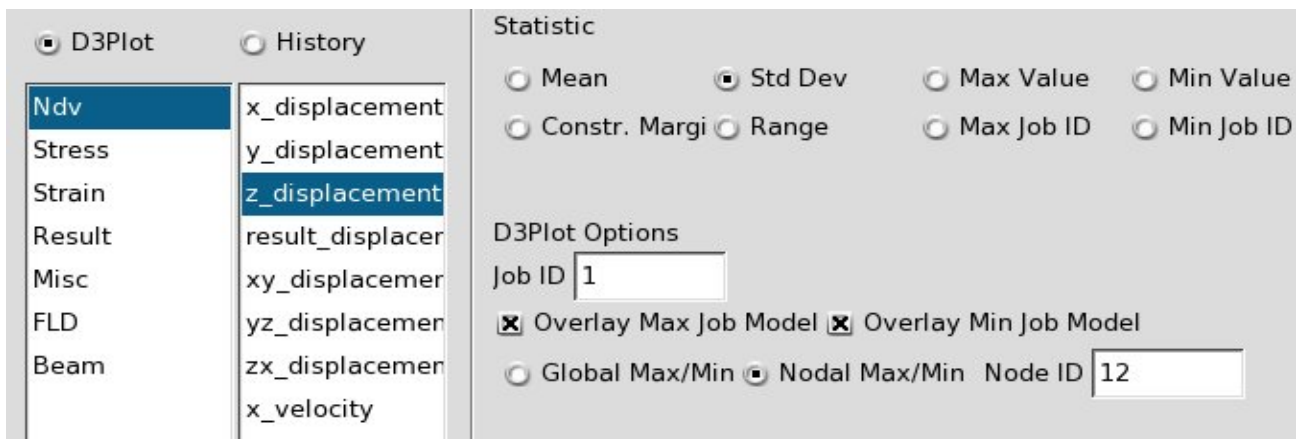 D3Plot History
Ndv
Stress
Strain
Result
Misc
FLD
Beam
x_displacement
y_displacement
z_displacement
result_displacer
xy_displacemer
yz_displacemen
zx_displacemen
x_velocity
Statistic
Mean Std Dev Max Value Min Value
Constr. Margi Range Max Job ID Min Job ID
D3Plot Options
Job ID 1
Overlay Max Job Model Overlay Min Job Model
Global Max/Min Nodal Max/Min Node ID 12